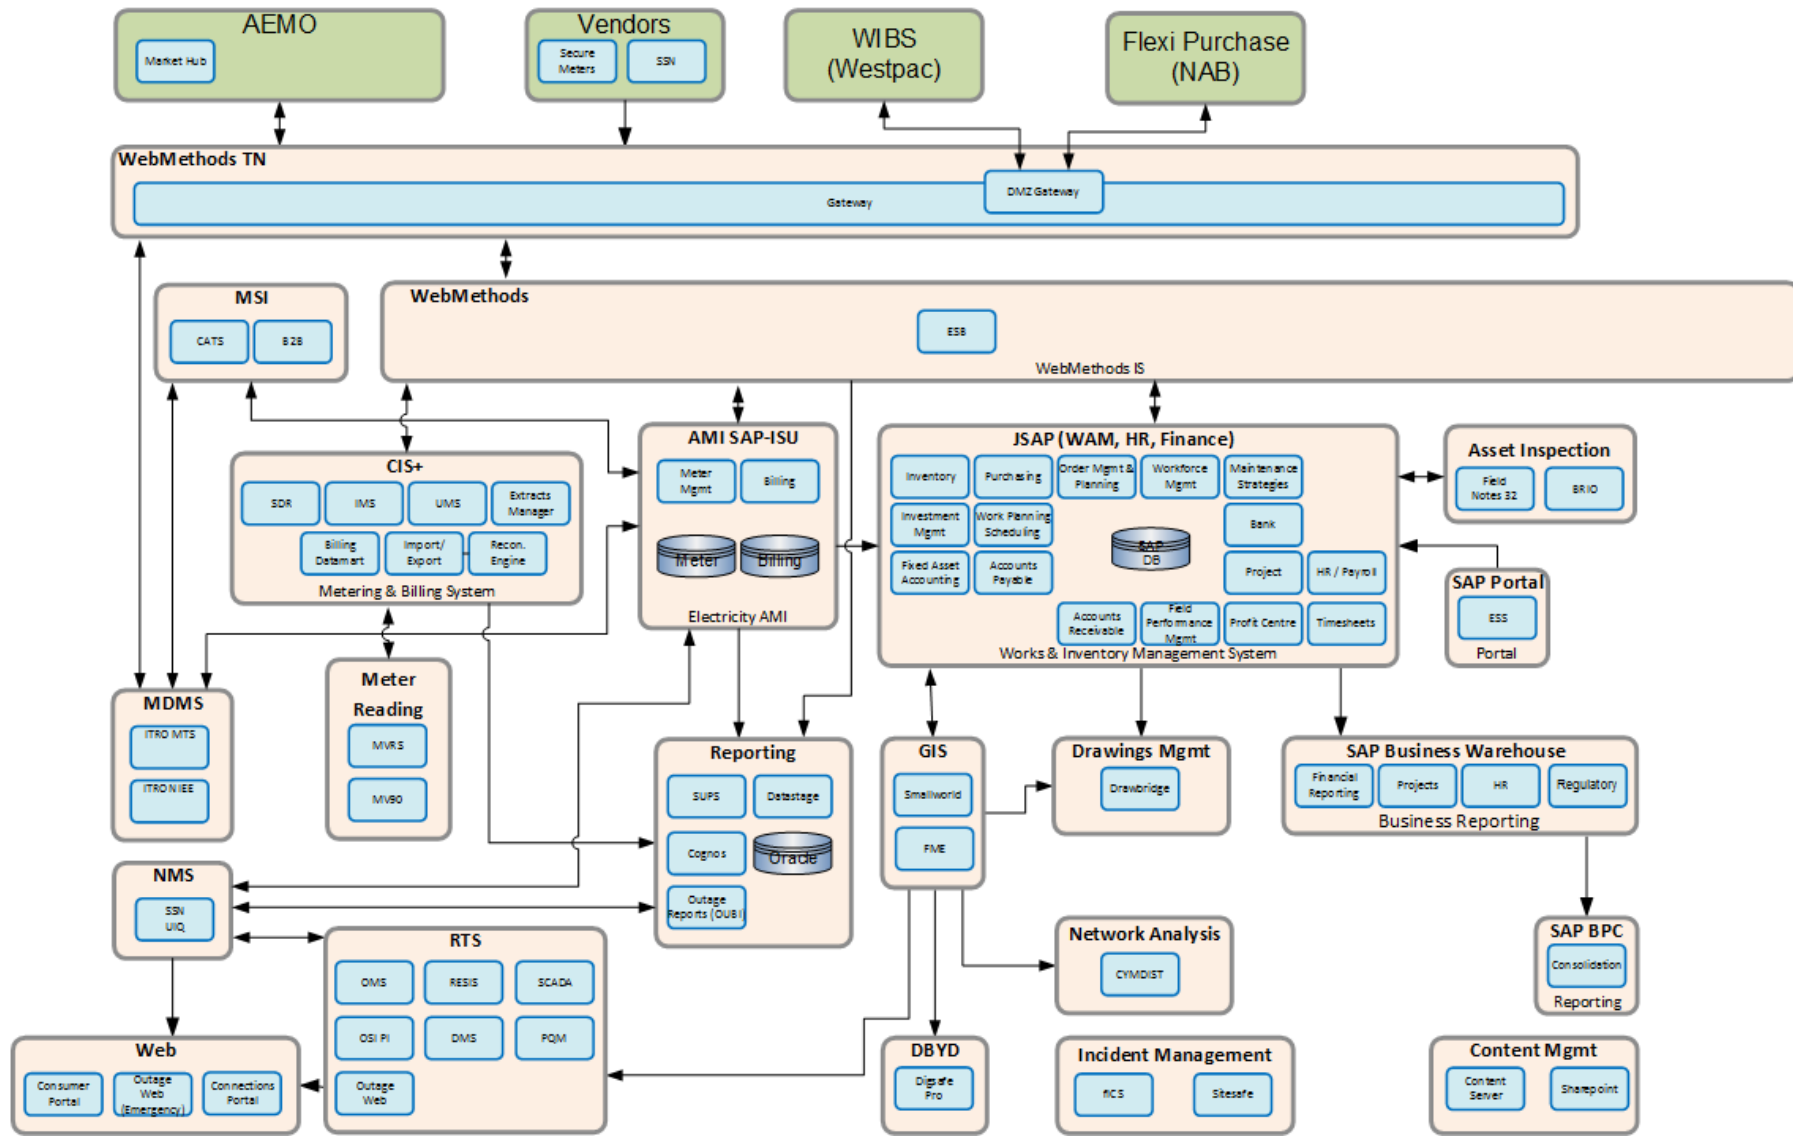 AEMO
Market Hub
Vendors
Secure
Meters
SSN
WIBS
(Westpac)
Flexi Purchase
(NAB)
WebMethods TN
DMZ Gateway
Gateway
MSI
CATS
B2B
WebMethods
ESB
WebMethods IS
CIS+
SDR
IMS
UMS
Extracts
Manager
Billing
Datamart
Import/
Export
Recon.
Engine
Metering & Billing System
AMI SAP-ISU
Meter
Mgmt
Billing
Meter
Billing
Electricity AMI
JSAP (WAM, HR, Finance)
Inventory
Purchasing
Order Mgmt &
Planning
Workforce
Mgmt
Maintenance
Strategies
Investment
Mgmt
Work Planning
Scheduling
SAP
DB
Bank
Fixed Asset
Accounting
Accounts
Payable
Project
HR / Payroll
Accounts
Receivable
Field
Performance
Mgmt
Profit Centre
Timesheets
Works & Inventory Management System
Asset Inspection
Field
Notes 32
BRIO
SAP Portal
ESS
Portal
MDMS
ITRO MTS
ITRON IEE
Meter
Reading
MVRS
MV90
Reporting
SUPS
Datastage
Cognos
Oracle
Outage
Reports (OUBI)
GIS
Smallworld
FME
Drawings Mgmt
Drawbridge
SAP Business Warehouse
Financial
Reporting
Projects
HR
Regulatory
Business Reporting
NMS
SSN
UIQ
RTS
OMS
RESIS
SCADA
OSI PI
DMS
PQM
Outage
Web
Network Analysis
CYMDIST
SAP BPC
Consolidation
Reporting
Web
Consumer
Portal
Outage
Web
(Emergency)
Connections
Portal
DBYD
Digsafe
Pro
Incident Management
Sitesafe
Content Mgmt
Content
Server
Sharepoint